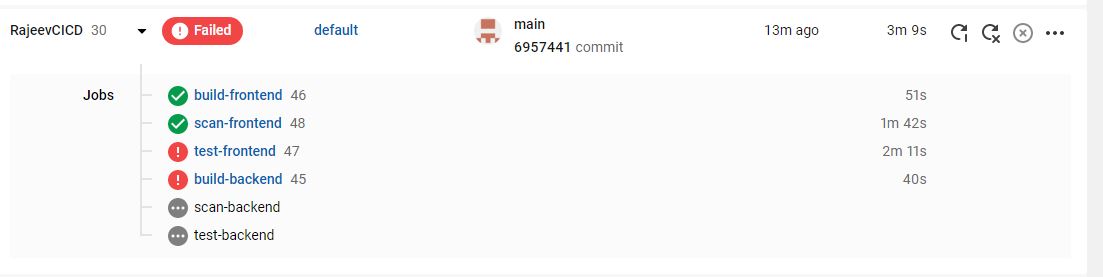 RajeevCICD 30 Failed default main 13m ago 3m 9s
6957441 commit
Jobs build-frontend 46 51s
scan-frontend 48 1m 42s
test-frontend 47 2m 11s
build-backend 45 40s
scan-backend
test-backend